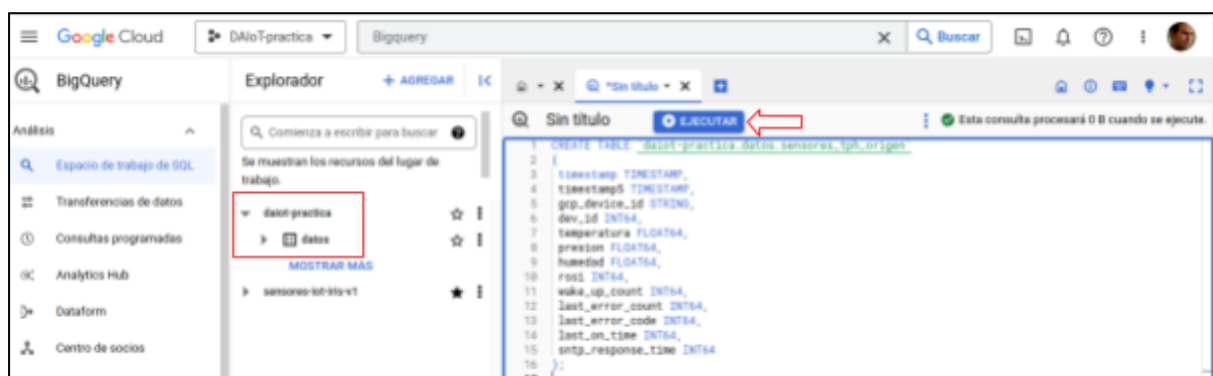 Google Cloud
DAIoT-practica
Bigquery
Buscar
BigQuery
Análisis
Espacio de trabajo de SQL
Transferencias de datos
Consultas programadas
Analytics Hub
Dataform
Centro de socios
Explorador
+ AGREGAR
Comienza a escribir para buscar
Se muestran los recursos del lugar de
trabajo.
daiot-practica
datos
MOSTRAR MÁS
sensores-iot-iris-v1
*Sin título
Sin título
EJECUTAR
Esta consulta procesará 0 B cuando se ejecute.
1 CREATE TABLE `daiot-practica.datos.sensores_tph_origen`
2 (
3 timestamp TIMESTAMP,
4 timestamp5 TIMESTAMP,
5 gcp_device_id STRING,
6 dev_id INT64,
7 temperatura FLOAT64,
8 presion FLOAT64,
9 humedad FLOAT64,
10 rssi INT64,
11 wake_up_count INT64,
12 last_error_count INT64,
13 last_error_code INT64,
14 last_on_time INT64,
15 sntp_response_time INT64
16 );